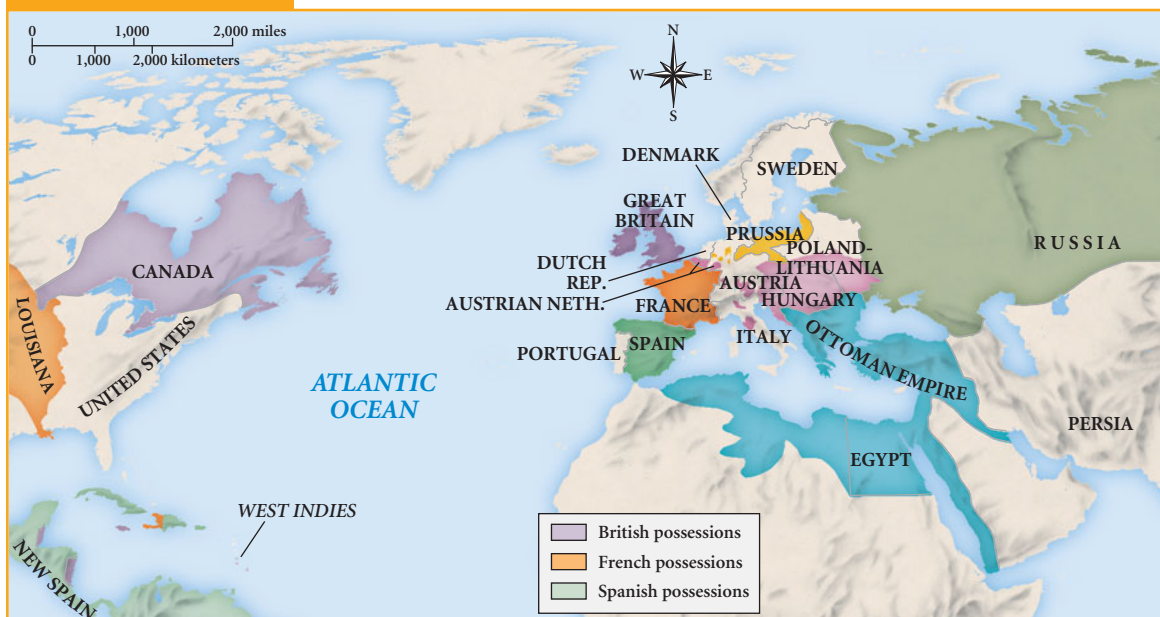 0 1,000 2,000 miles
0 1,000 2,000 kilometers
N
W E
S
DENMARK
SWEDEN
GREAT
BRITAIN
PRUSSIA
POLAND-
LITHUANIA
RUSSIA
CANADA
DUTCH
REP.
AUSTRIAN NETH.
AUSTRIA
HUNGARY
FRANCE
LOUISIANA
UNITED STATES
PORTUGAL
SPAIN
ITALY
OTTOMAN EMPIRE
ATLANTIC
OCEAN
PERSIA
EGYPT
WEST INDIES
NEW SPAIN
British possessions
French possessions
Spanish possessions